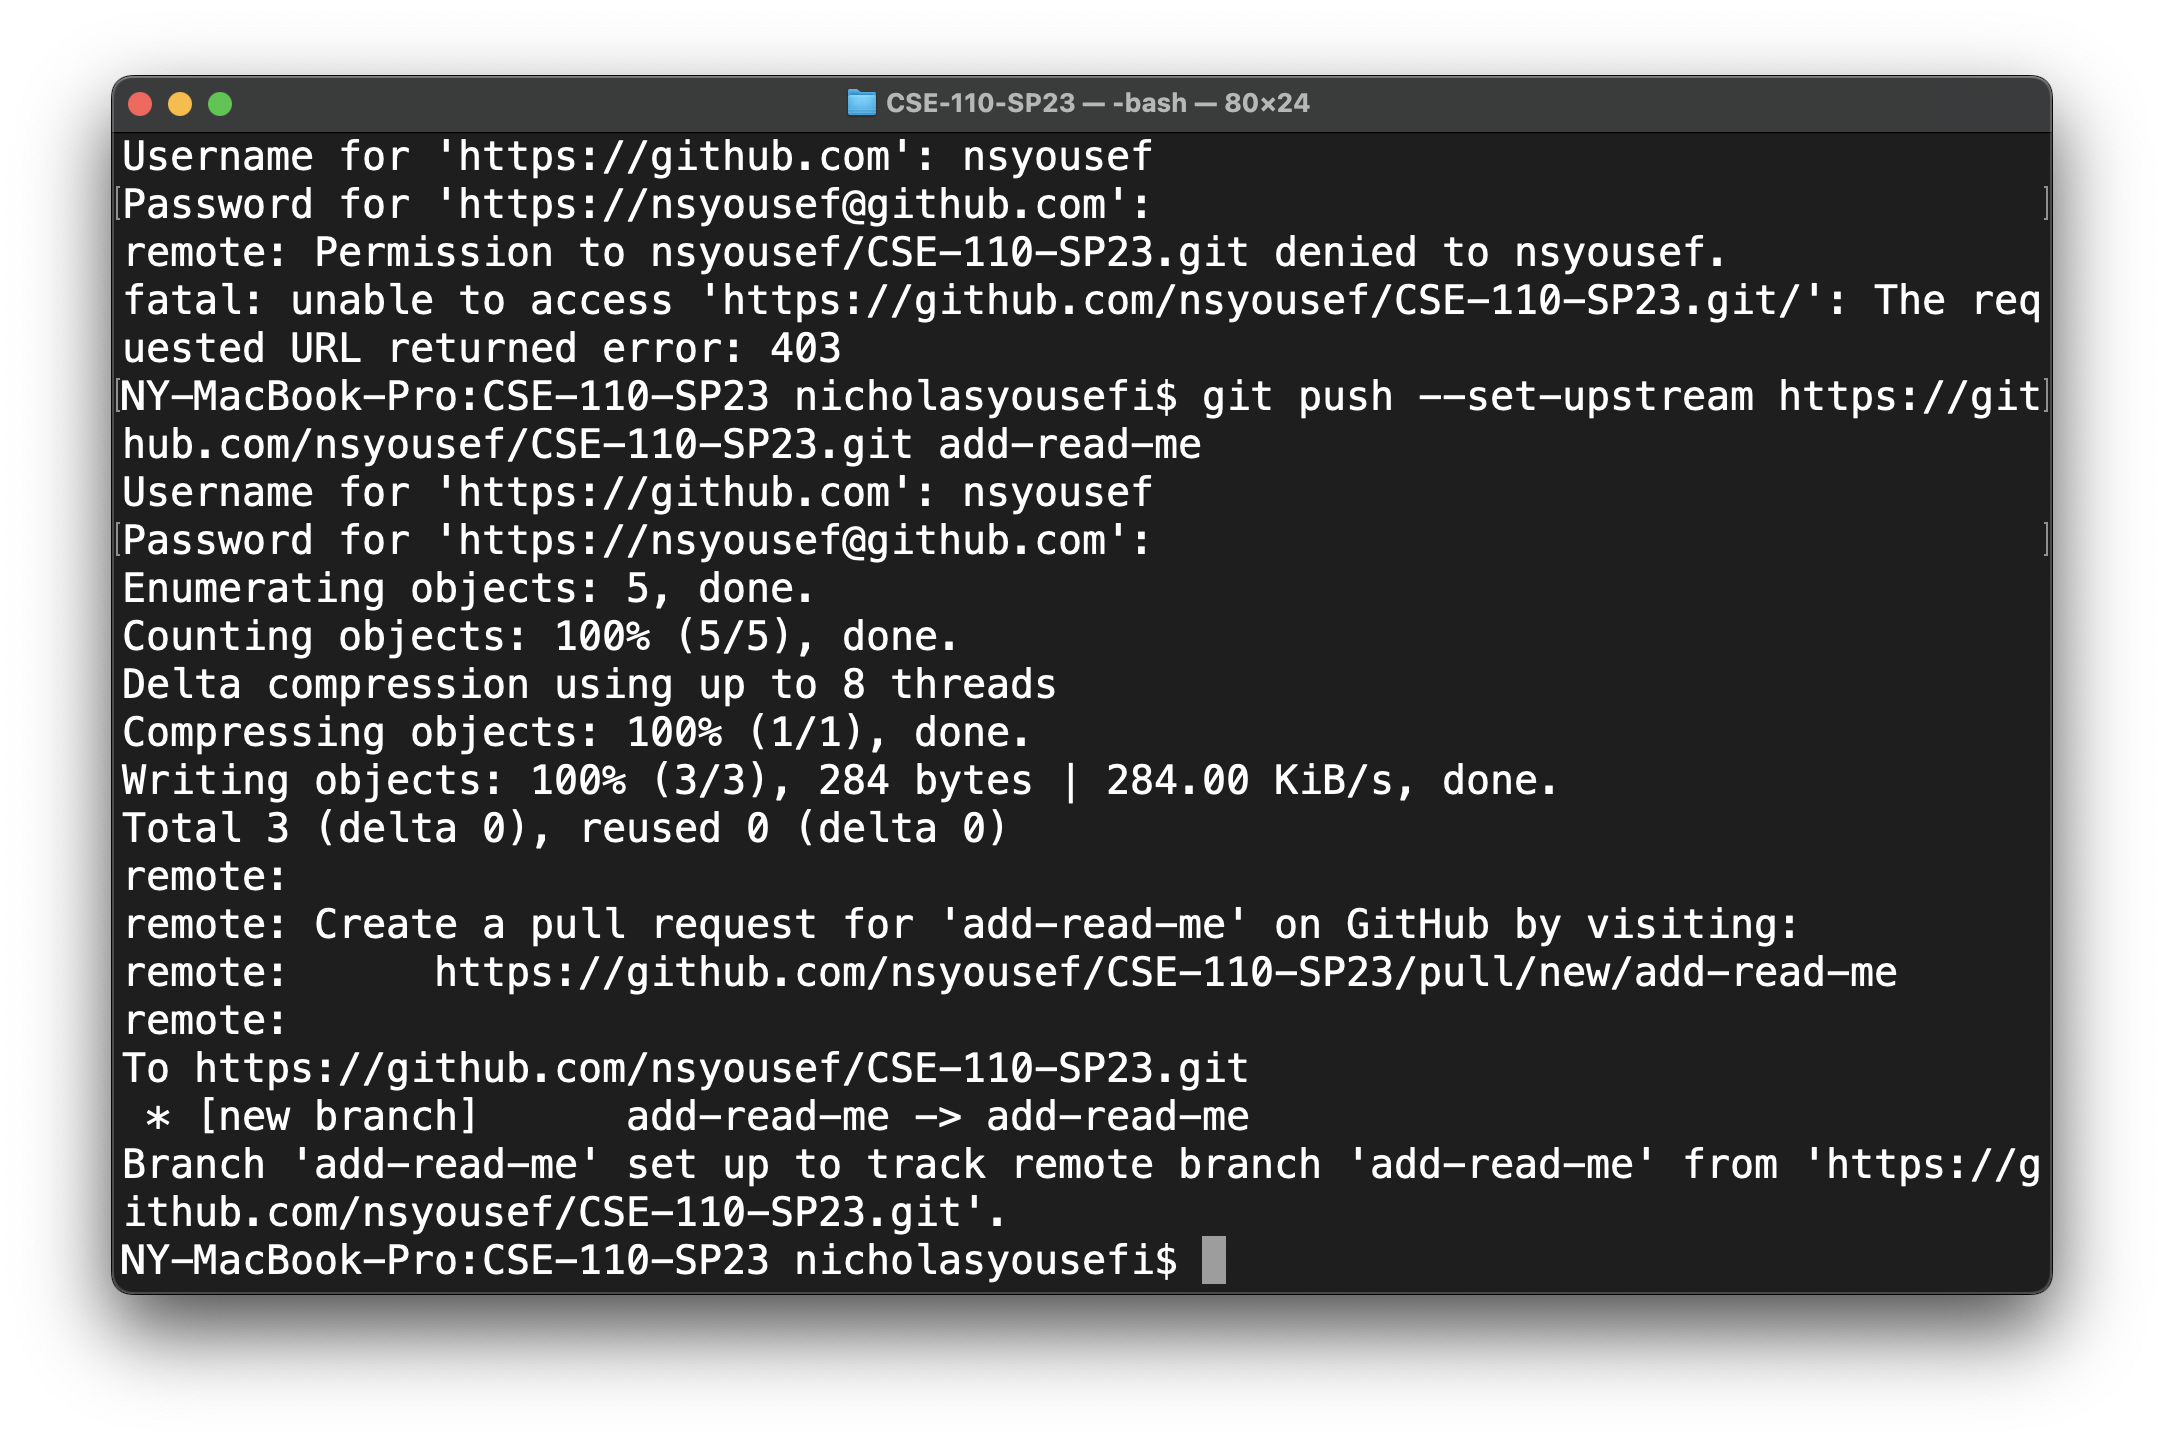 CSE-110-SP23 — -bash — 80×24
Username for 'https://github.com': nsyousef
[Password for 'https://nsyousef@github.com': ]
remote: Permission to nsyousef/CSE-110-SP23.git denied to nsyousef.
fatal: unable to access 'https://github.com/nsyousef/CSE-110-SP23.git/': The req
uested URL returned error: 403
[NY-MacBook-Pro:CSE-110-SP23 nicholasyousefi$ git push --set-upstream https://git]
hub.com/nsyousef/CSE-110-SP23.git add-read-me
Username for 'https://github.com': nsyousef
[Password for 'https://nsyousef@github.com': ]
Enumerating objects: 5, done.
Counting objects: 100% (5/5), done.
Delta compression using up to 8 threads
Compressing objects: 100% (1/1), done.
Writing objects: 100% (3/3), 284 bytes | 284.00 KiB/s, done.
Total 3 (delta 0), reused 0 (delta 0)
remote:
remote: Create a pull request for 'add-read-me' on GitHub by visiting:
remote:      https://github.com/nsyousef/CSE-110-SP23/pull/new/add-read-me
remote:
To https://github.com/nsyousef/CSE-110-SP23.git
 * [new branch]      add-read-me -> add-read-me
Branch 'add-read-me' set up to track remote branch 'add-read-me' from 'https://g
ithub.com/nsyousef/CSE-110-SP23.git'.
NY-MacBook-Pro:CSE-110-SP23 nicholasyousefi$